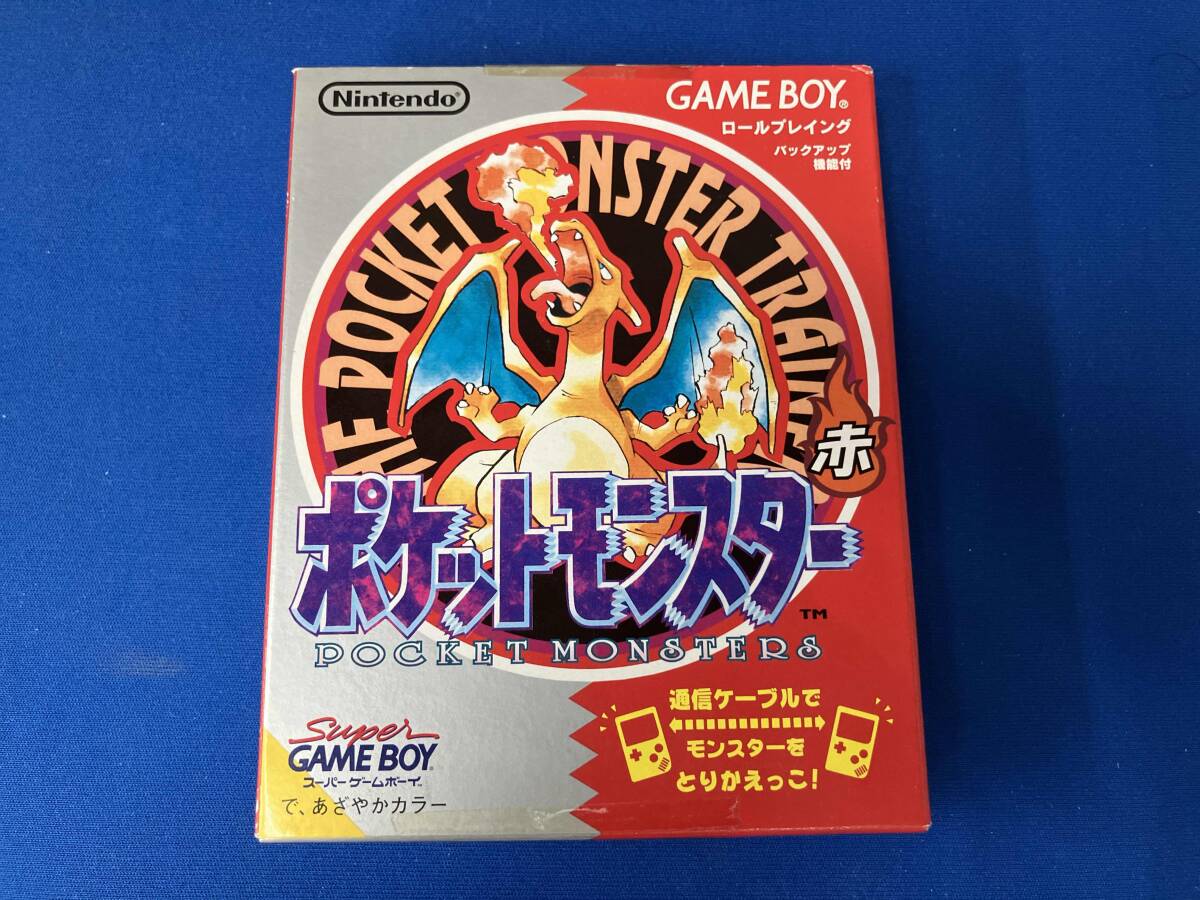 Nintendo®
GAME BOY®
ロールプレイング
バックアップ
機能付
THE POCKET MONSTER TRAINER
赤
ポケットモンスター
TM
POCKET MONSTERS
通信ケーブルで
モンスターを
とりかえっこ!
Super
GAME BOY
スーパーゲームボーイ
で、あざやかカラー